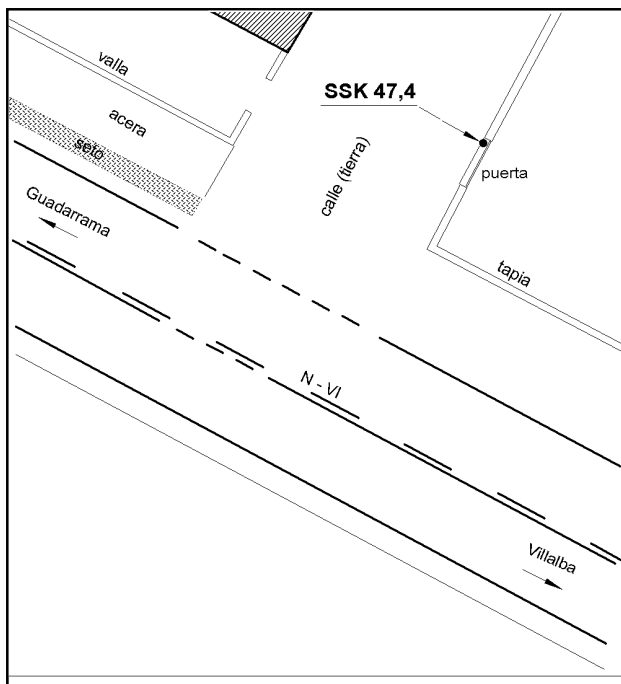 valla
SSK 47,4
acera
seto
calle (tierra)
puerta
Guadarrama
tapia
N - VI
Villalba